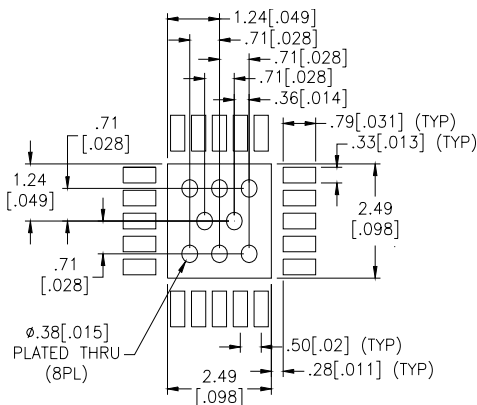 1.24[.049]
.71[.028]
.71[.028]
.71[.028]
.36[.014]
.79[.031] (TYP)
.33[.013] (TYP)
.71
[.028]
1.24
[.049]
2.49
[.098]
.71
[.028]
ø.38[.015]
PLATED THRU
(8PL)
.50[.02] (TYP)
.28[.011] (TYP)
2.49
[.098]